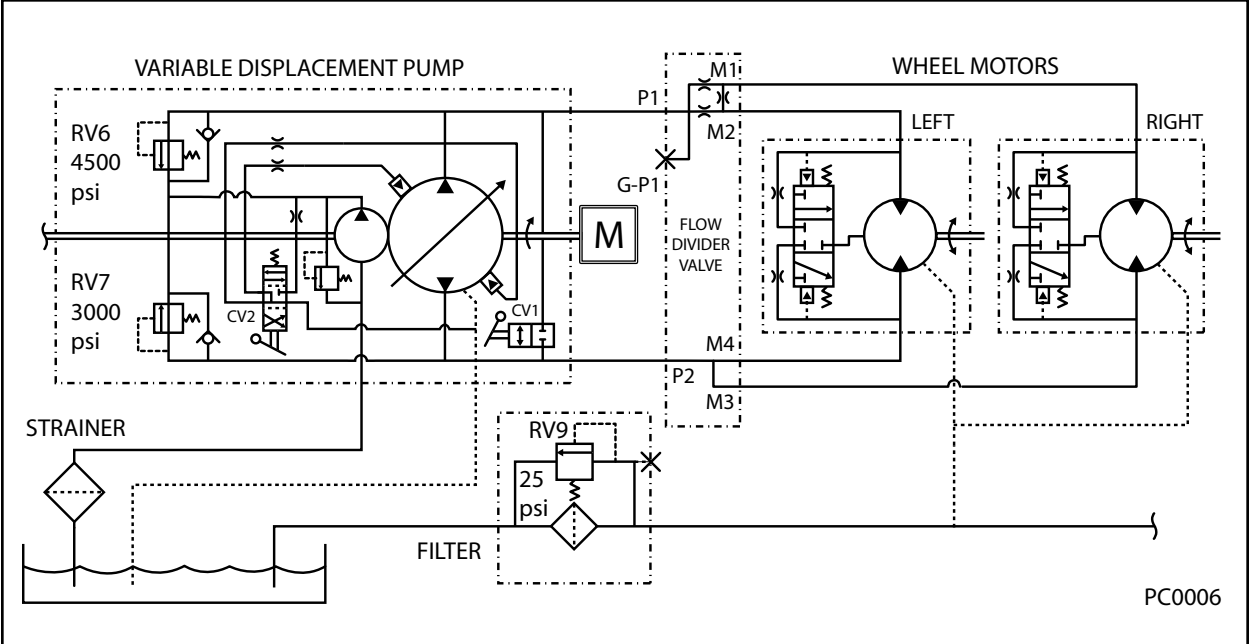 VARIABLE DISPLACEMENT PUMP
WHEEL MOTORS
M1
P1
RV6
4500
psi
M2
LEFT
RIGHT
G-P1
M
FLOW
DIVIDER
VALVE
RV7
3000
psi
CV2
CV1
M4
P2
M3
STRAINER
RV9
25
psi
FILTER
PC0006